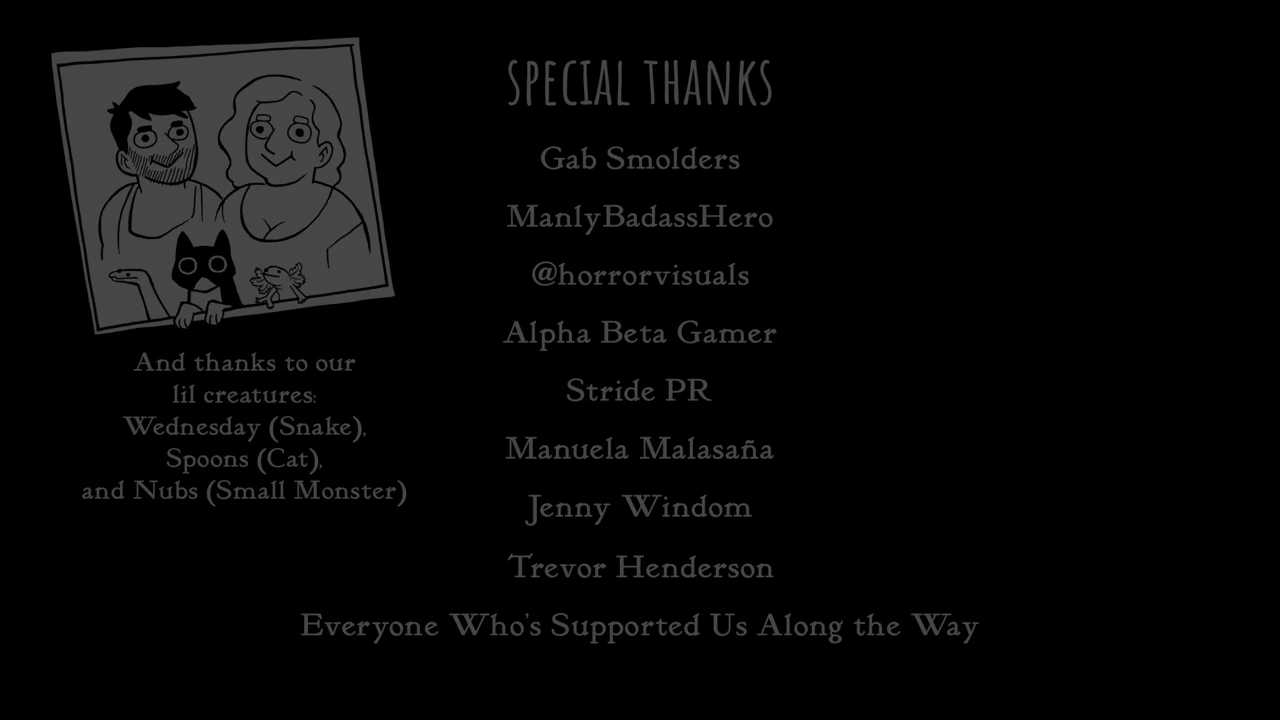 SPECIAL THANKS
Gab Smolders
ManlyBadassHero
@horrorvisuals
Alpha Beta Gamer
Stride PR
Manuela Malasaña
Jenny Windom
Trevor Henderson
Everyone Who's Supported Us Along the Way
And thanks to our
lil creatures:
Wednesday (Snake),
Spoons (Cat),
and Nubs (Small Monster)